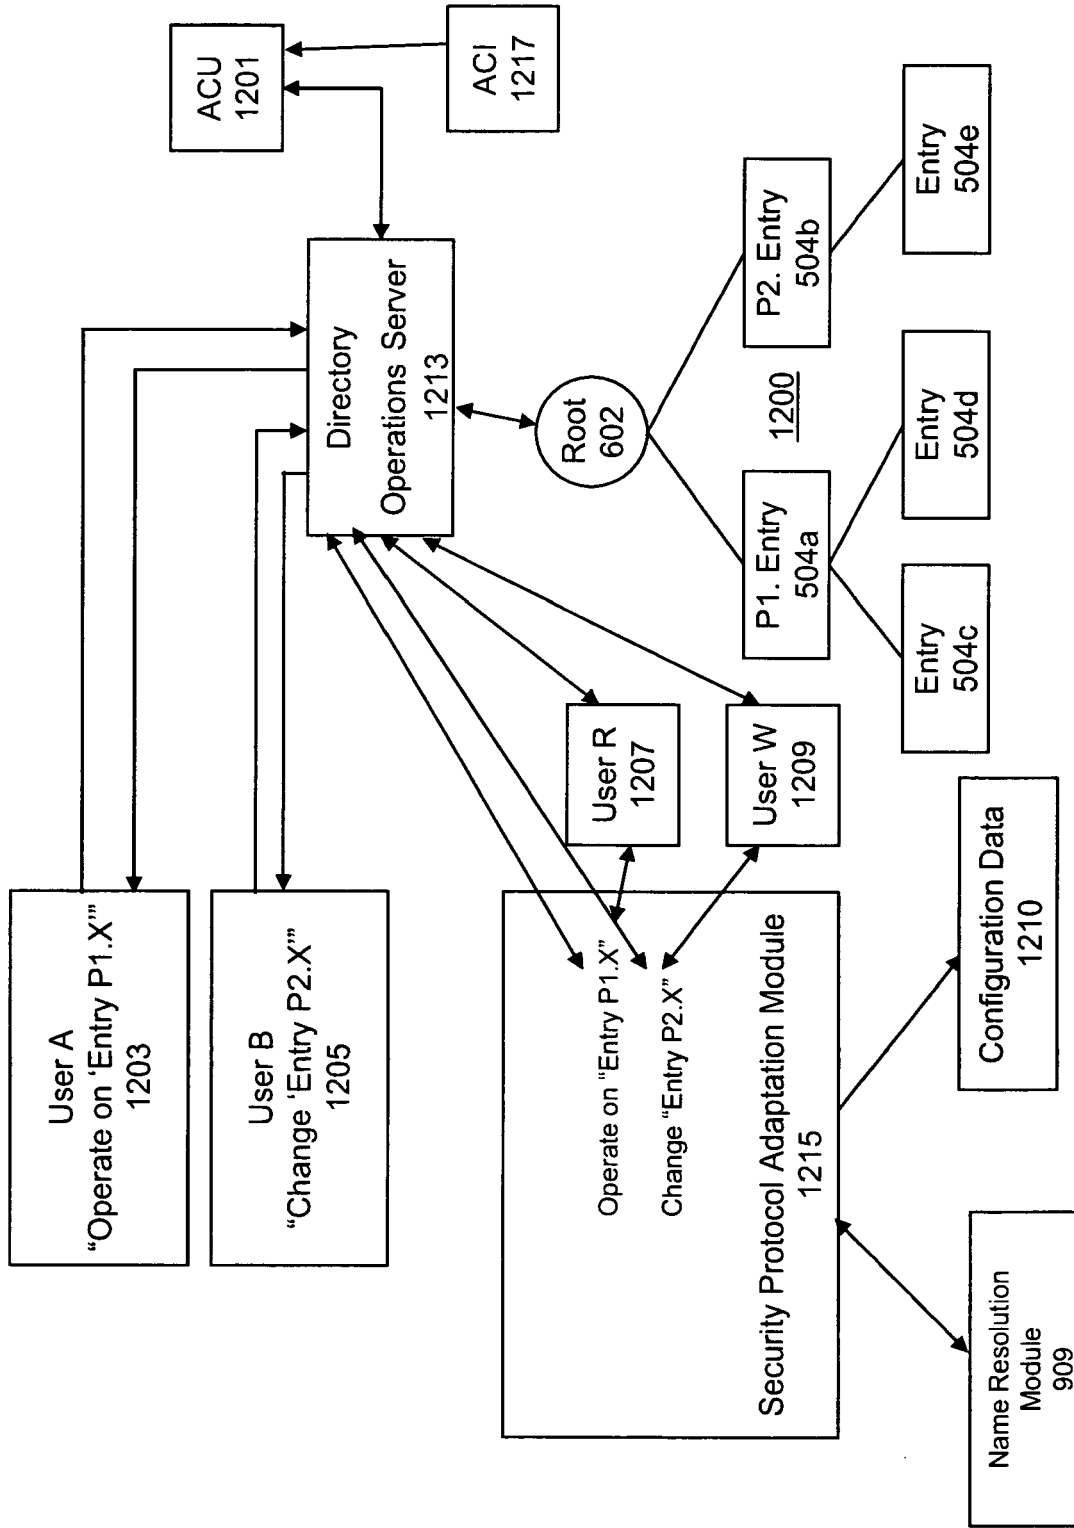 User A
“Operate on ‘Entry P1.X’”
1203
User B
“Change ‘Entry P2.X’”
1205
Operate on “Entry P1.X”
Change “Entry P2.X”
Security Protocol Adaptation Module
1215
Name Resolution
Module
909
Configuration Data
1210
User R
1207
User W
1209
Directory
Operations Server
1213
ACU
1201
ACI
1217
Root
602
1200
P1. Entry
504a
P2. Entry
504b
Entry
504c
Entry
504d
Entry
504e